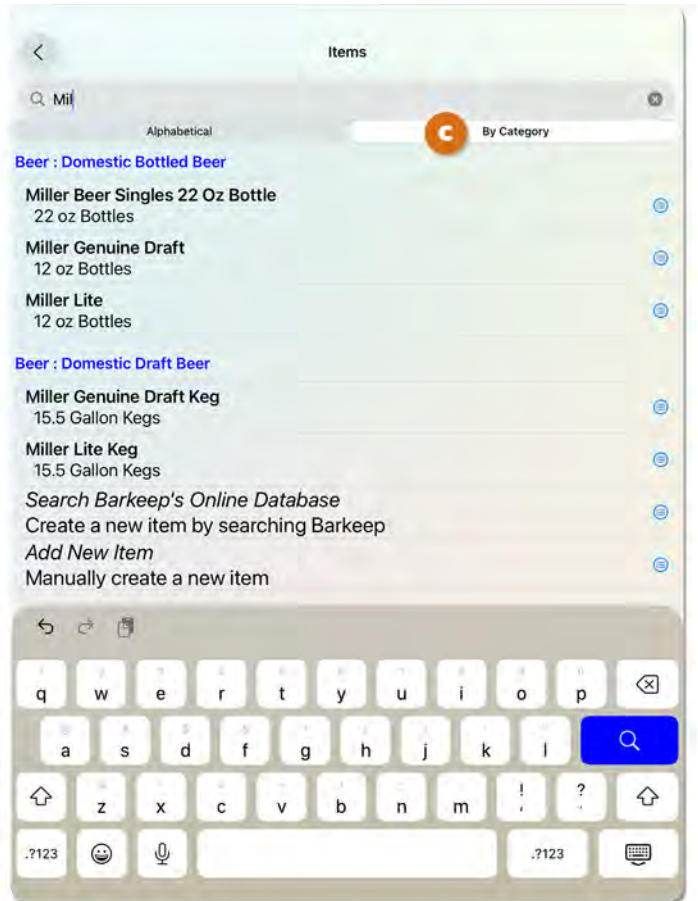 Items
Mil
Alphabetical
C By Category
Beer : Domestic Bottled Beer
Miller Beer Singles 22 Oz Bottle
22 oz Bottles
Miller Genuine Draft
12 oz Bottles
Miller Lite
12 oz Bottles
Beer : Domestic Draft Beer
Miller Genuine Draft Keg
15.5 Gallon Kegs
Miller Lite Keg
15.5 Gallon Kegs
Search Barkeep's Online Database
Create a new item by searching Barkeep
Add New Item
Manually create a new item
q w e r t y u i o p
a s d f g h j k l
z x c v b n m ! , ? .
.?123 .?123